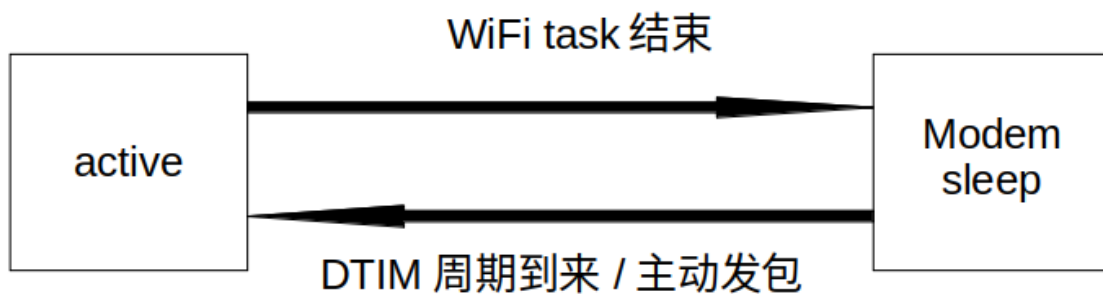 WiFi task 结束
active
Modem
sleep
DTIM 周期到来 / 主动发包